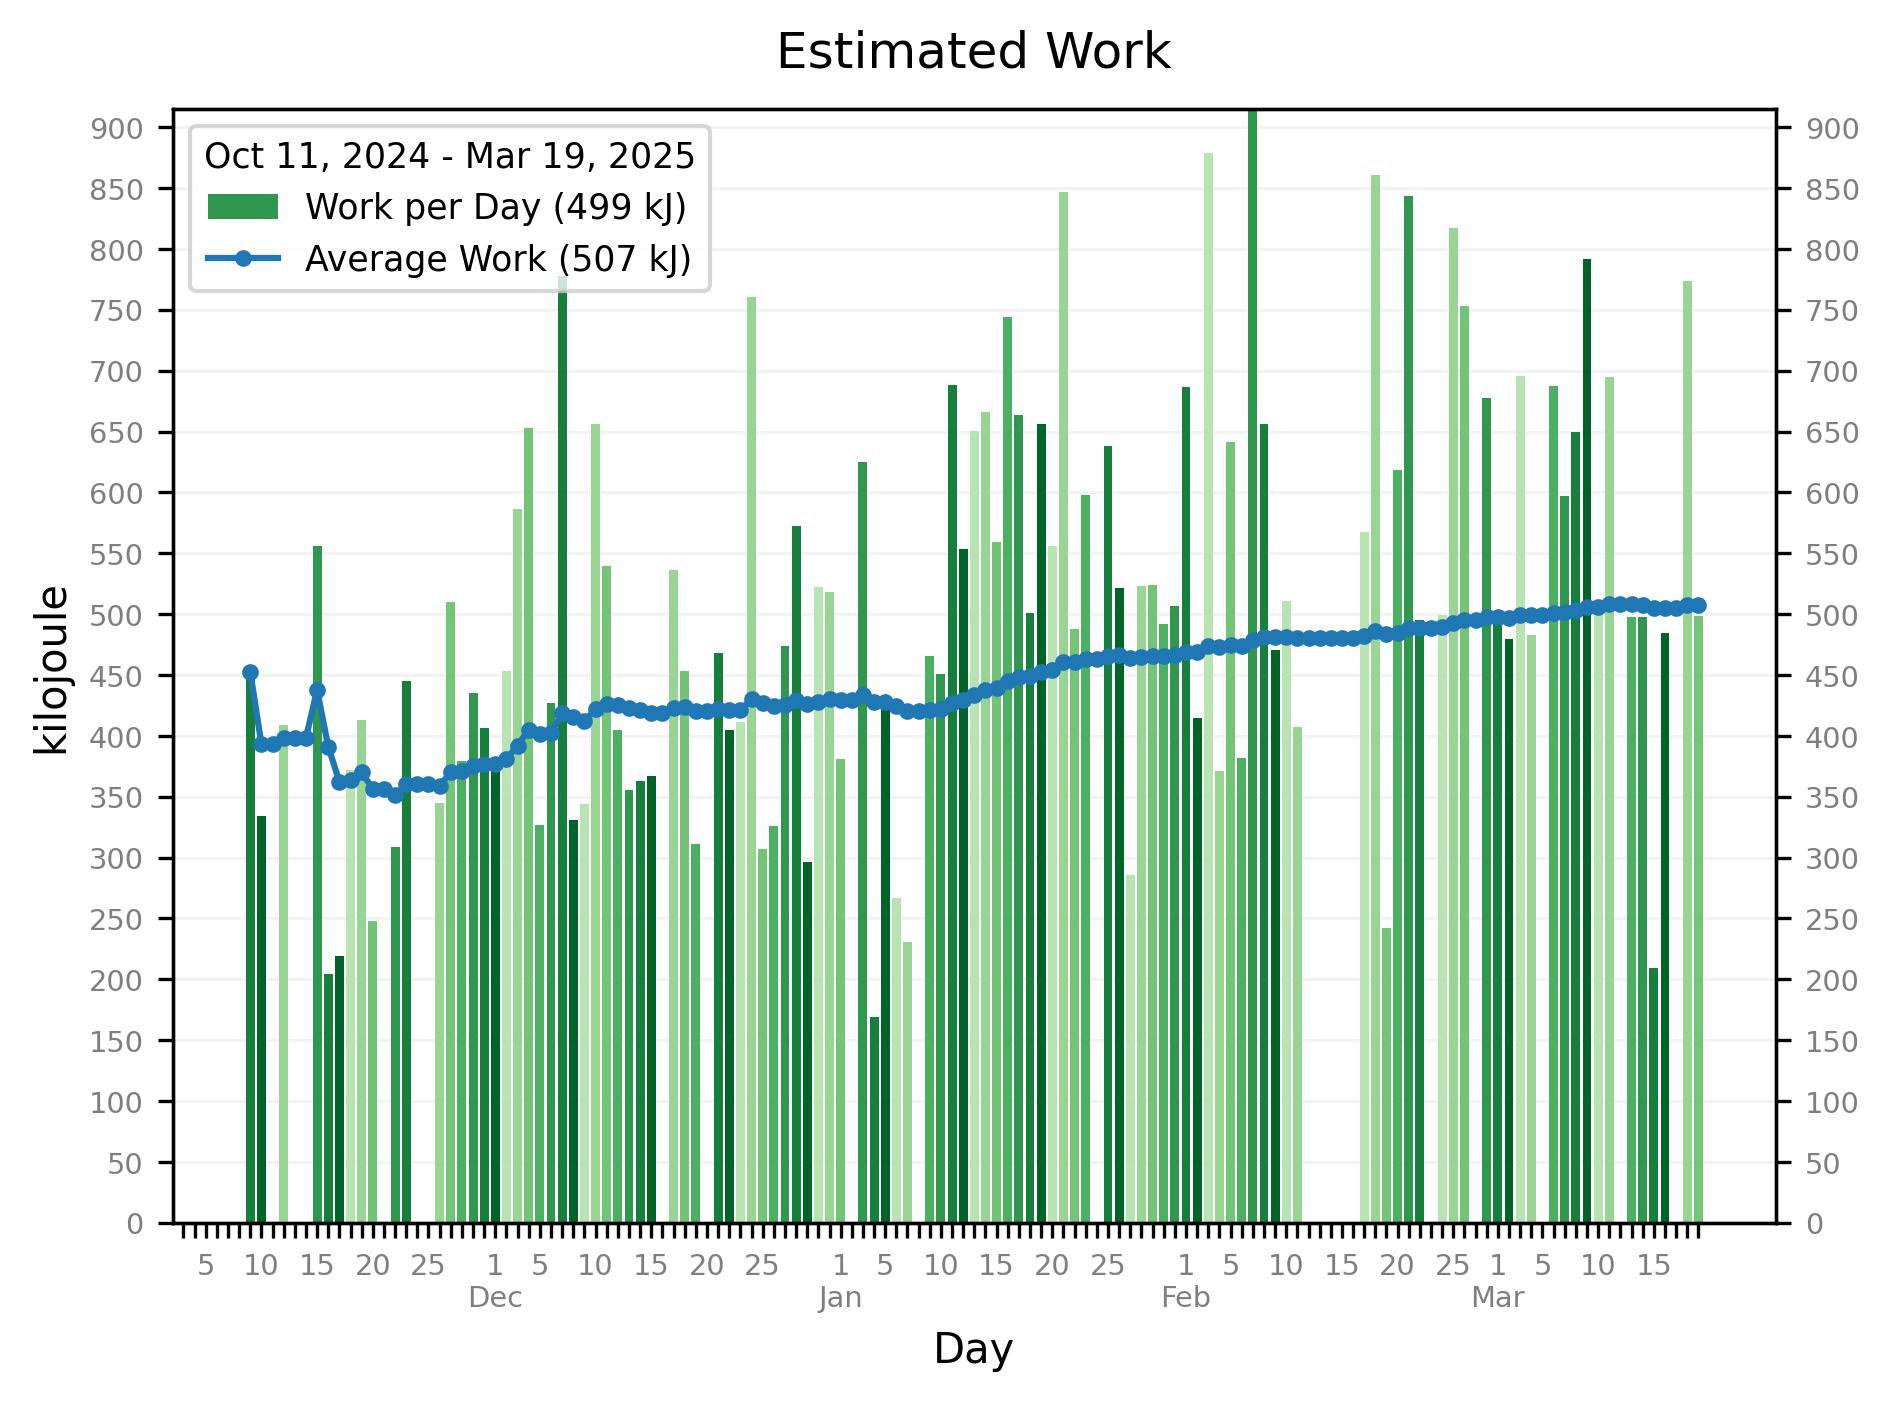 Estimated Work
Oct 11, 2024 - Mar 19, 2025
Work per Day (499 kJ)
Average Work (507 kJ)
900 900
850 850
800 800
750 750
700 700
650 650
600 600
550 550
500 500
450 450
400 400
350 350
300 300
250 250
200 200
150 150
100 100
50 50
0 0
kilojoule
5 10 15 20 25 1 5 10 15 20 25 1 5 10 15 20 25 1 5 10 15 20 25 1 5 10 15
Dec Jan Feb Mar
Day